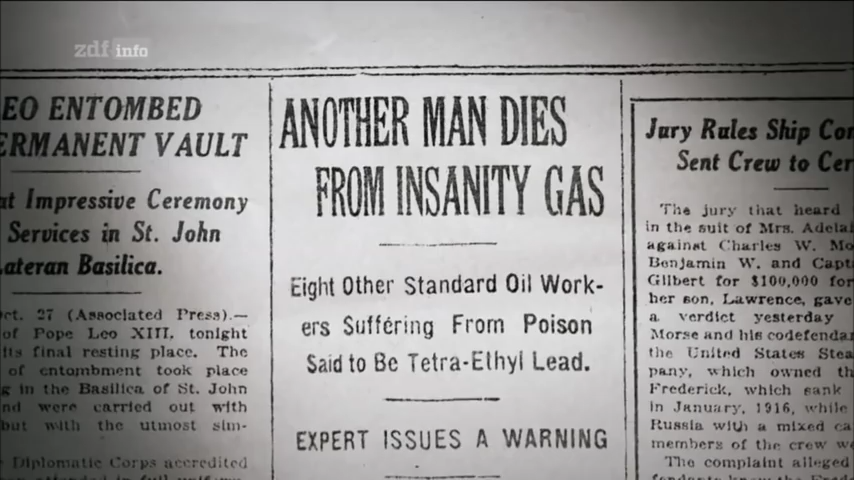 zdf info
EO ENTOMBED
ERMANENT VAULT
at Impressive Ceremony
Services in St. John
ateran Basilica.
ct. 27 (Associated Press).—
of Pope Leo XIII, tonight
its final resting place. The
of entombment took place
g in the Basilica of St. John
nd were carried out with
but with the utmost sim-
Diplomatic Corps accredited
ANOTHER MAN DIES
FROM INSANITY GAS
Eight Other Standard Oil Work-
ers Suffering From Poison
Said to Be Tetra-Ethyl Lead.
EXPERT ISSUES A WARNING
Jury Rules Ship Co
Sent Crew to Cer
The jury that heard
in the suit of Mrs. Adelai
against Charles W. Mo
Benjamin W. and Capt
Gilbert for $100,000 for
her son, Lawrence, gave
a verdict yesterday
Morse and his codefendan
the United States Stea
pany, which owned th
Frederick, which sank
in January, 1916, while
Russia with a mixed ca
members of the crew we
The complaint alleged